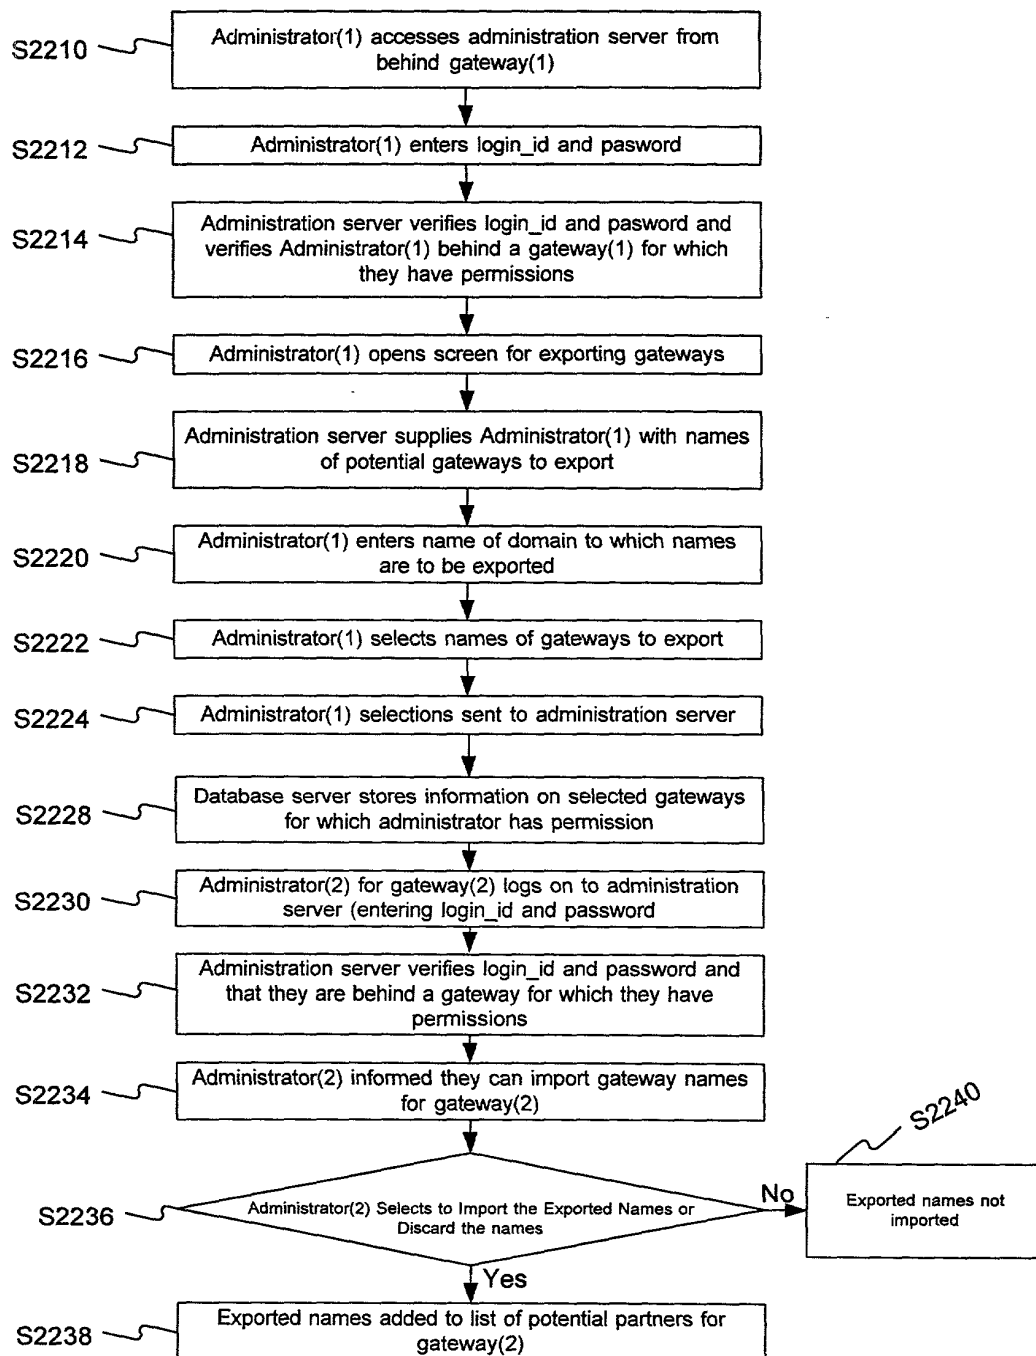 S2210
Administrator(1) accesses administration server from
behind gateway(1)
S2212
Administrator(1) enters login_id and pasword
S2214
Administration server verifies login_id and pasword and
verifies Administrator(1) behind a gateway(1) for which
they have permissions
S2216
Administrator(1) opens screen for exporting gateways
S2218
Administration server supplies Administrator(1) with names
of potential gateways to export
S2220
Administrator(1) enters name of domain to which names
are to be exported
S2222
Administrator(1) selects names of gateways to export
S2224
Administrator(1) selections sent to administration server
S2228
Database server stores information on selected gateways
for which administrator has permission
S2230
Administrator(2) for gateway(2) logs on to administration
server (entering login_id and password
S2232
Administration server verifies login_id and password and
that they are behind a gateway for which they have
permissions
S2234
Administrator(2) informed they can import gateway names
for gateway(2)
S2236
Administrator(2) Selects to Import the Exported Names or
Discard the names
No
S2240
Exported names not
imported
Yes
S2238
Exported names added to list of potential partners for
gateway(2)